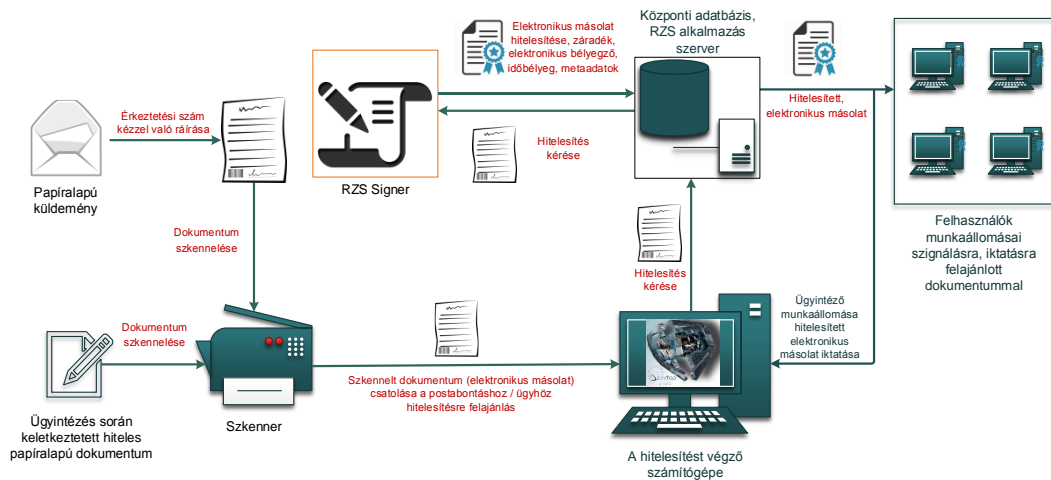 Elektronikus másolat
hitelesítése, záradék,
elektronikus bélyegző,
időbélyeg, metaadatok
Központi adatbázis,
RZS alkalmazás
szerver
Érkeztetési szám
kézzel való ráírása
Hitelesítés
kérése
Hitelesített,
elektronikus másolat
Papíralapú
küldemény
RZS Signer
Felhasználók
munkaállomásai
szignálásra, iktatásra
felajánlott
dokumentummal
Dokumentum
szkennelése
Hitelesítés
kérése
Ügyintéző
munkaállomása
hitelesített
elektronikus
másolat iktatása
Dokumentum
szkennelése
Szkennelt dokumentum (elektronikus másolat)
csatolása a postabontáshoz / ügyhöz
hitelesítésre felajánlás
Ügyintézés során
keletkeztetett hiteles
papíralapú dokumentum
Szkenner
A hitelesítést végző
számítógépe